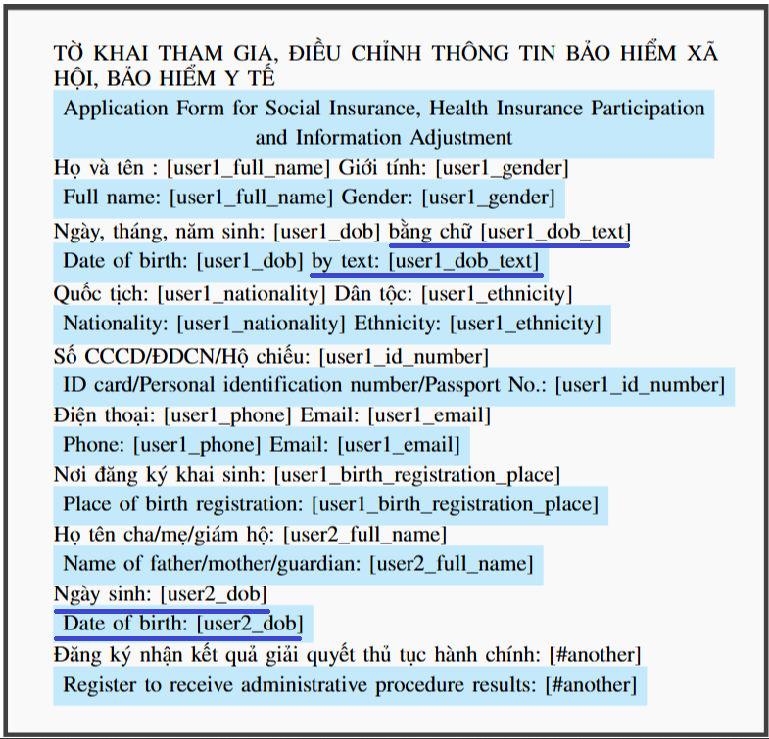 TỜ KHAI THAM GIA, ĐIỀU CHỈNH THÔNG TIN BẢO HIỂM XÃ
HỘI, BẢO HIỂM Y TẾ
Application Form for Social Insurance, Health Insurance Participation
and Information Adjustment
Họ và tên : [user1_full_name] Giới tính: [user1_gender]
Full name: [user1_full_name] Gender: [user1_gender]
Ngày, tháng, năm sinh: [user1_dob] bằng chữ [user1_dob_text]
Date of birth: [user1_dob] by text: [user1_dob_text]
Quốc tịch: [user1_nationality] Dân tộc: [user1_ethnicity]
Nationality: [user1_nationality] Ethnicity: [user1_ethnicity]
Số CCCD/ĐDCN/Hộ chiếu: [user1_id_number]
ID card/Personal identification number/Passport No.: [user1_id_number]
Điện thoại: [user1_phone] Email: [user1_email]
Phone: [user1_phone] Email: [user1_email]
Nơi đăng ký khai sinh: [user1_birth_registration_place]
Place of birth registration: [user1_birth_registration_place]
Họ tên cha/mẹ/giám hộ: [user2_full_name]
Name of father/mother/guardian: [user2_full_name]
Ngày sinh: [user2_dob]
Date of birth: [user2_dob]
Đăng ký nhận kết quả giải quyết thủ tục hành chính: [#another]
Register to receive administrative procedure results: [#another]